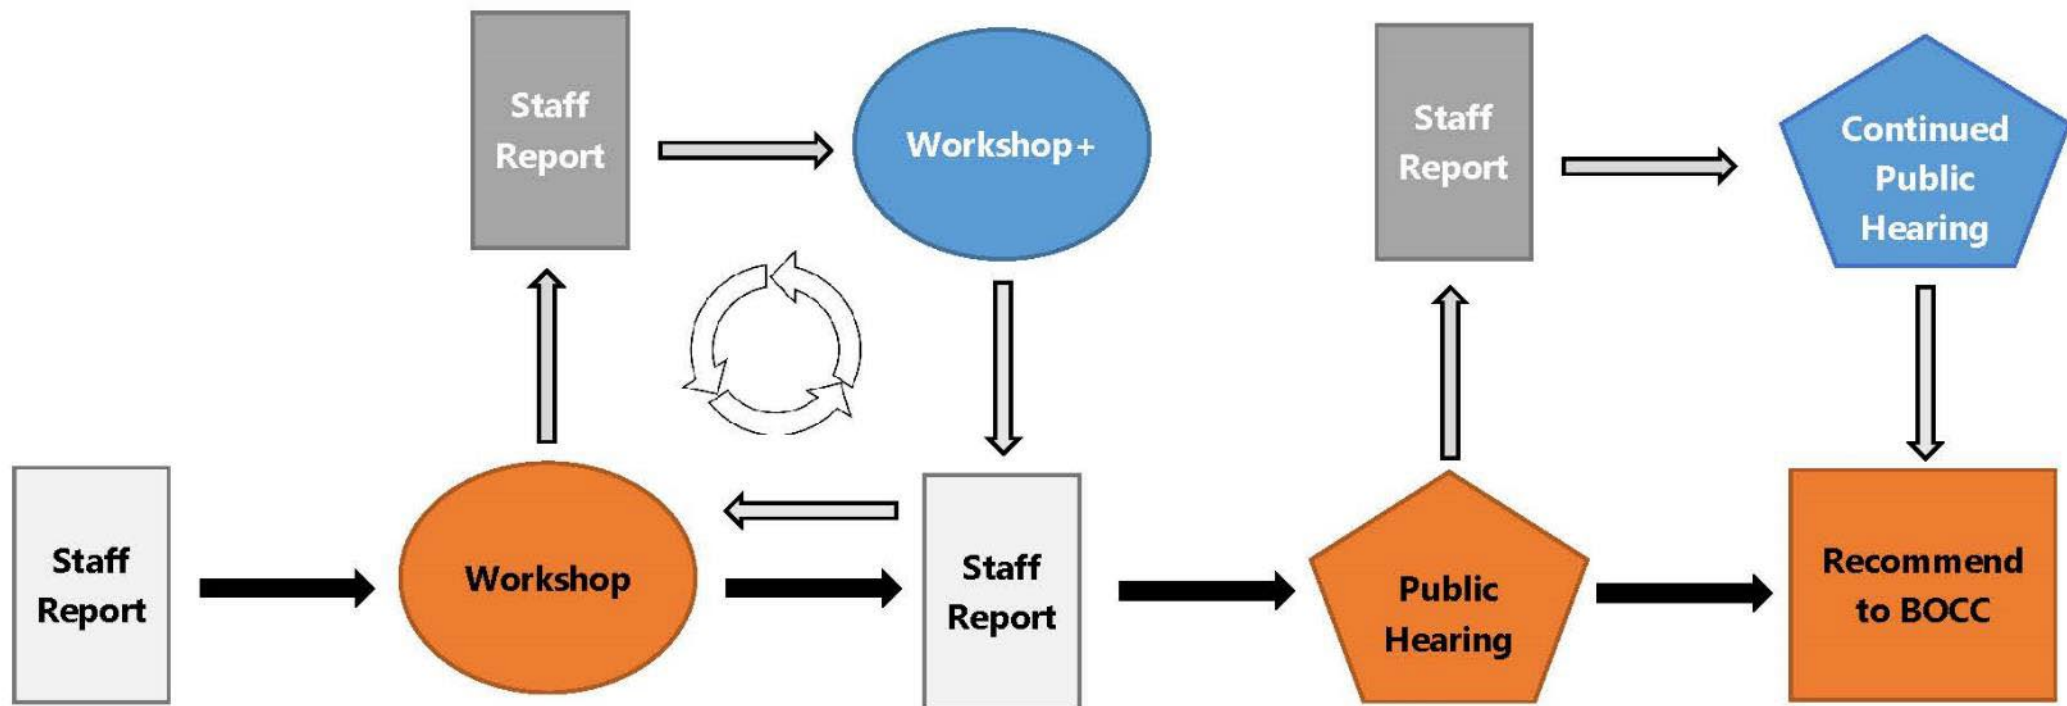 Staff
Report
Workshop+
Staff
Report
Continued
Public
Hearing
Staff
Report
Workshop
Staff
Report
Public
Hearing
Recommend
to BOCC